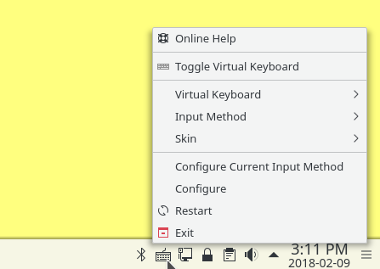 Online Help
Toggle Virtual Keyboard
Virtual Keyboard
Input Method
Skin
Configure Current Input Method
Configure
Restart
Exit
3:11 PM
2018-02-09